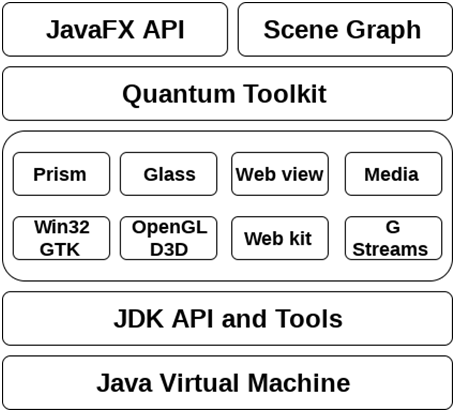 JavaFX API
Scene Graph
Quantum Toolkit
Prism
Glass
Web view
Media
Win32
GTK
OpenGL
D3D
Web kit
G
Streams
JDK API and Tools
Java Virtual Machine